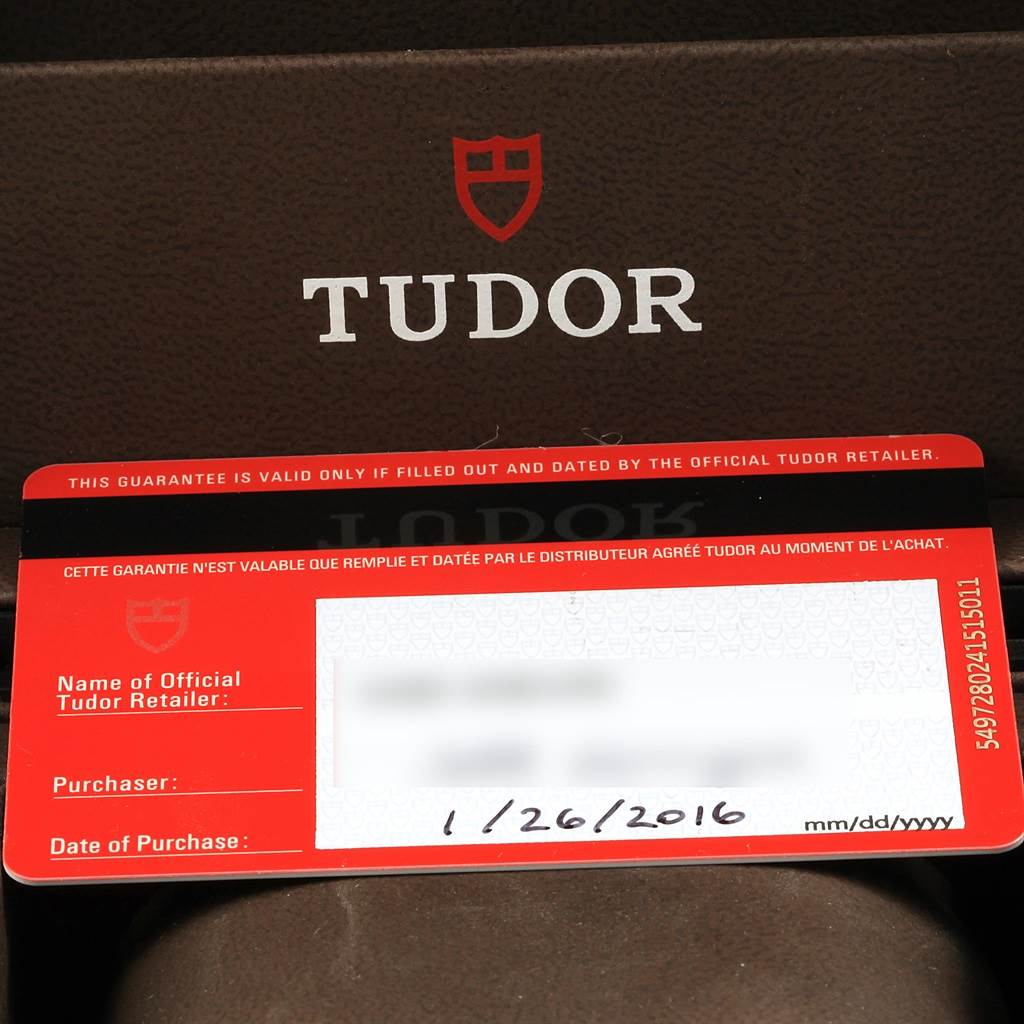 TUDOR
THIS GUARANTEE IS VALID ONLY IF FILLED OUT AND DATED BY THE OFFICIAL TUDOR RETAILER.
TUDOR
CETTE GARANTIE N'EST VALABLE QUE REMPLIE ET DATÉE PAR LE DISTRIBUTEUR AGRÉÉ TUDOR AU MOMENT DE L'ACHAT.
Name of Official
Tudor Retailer:
Purchaser:
Date of Purchase:
1/26/2016
mm/dd/yyyy
5497280241515011